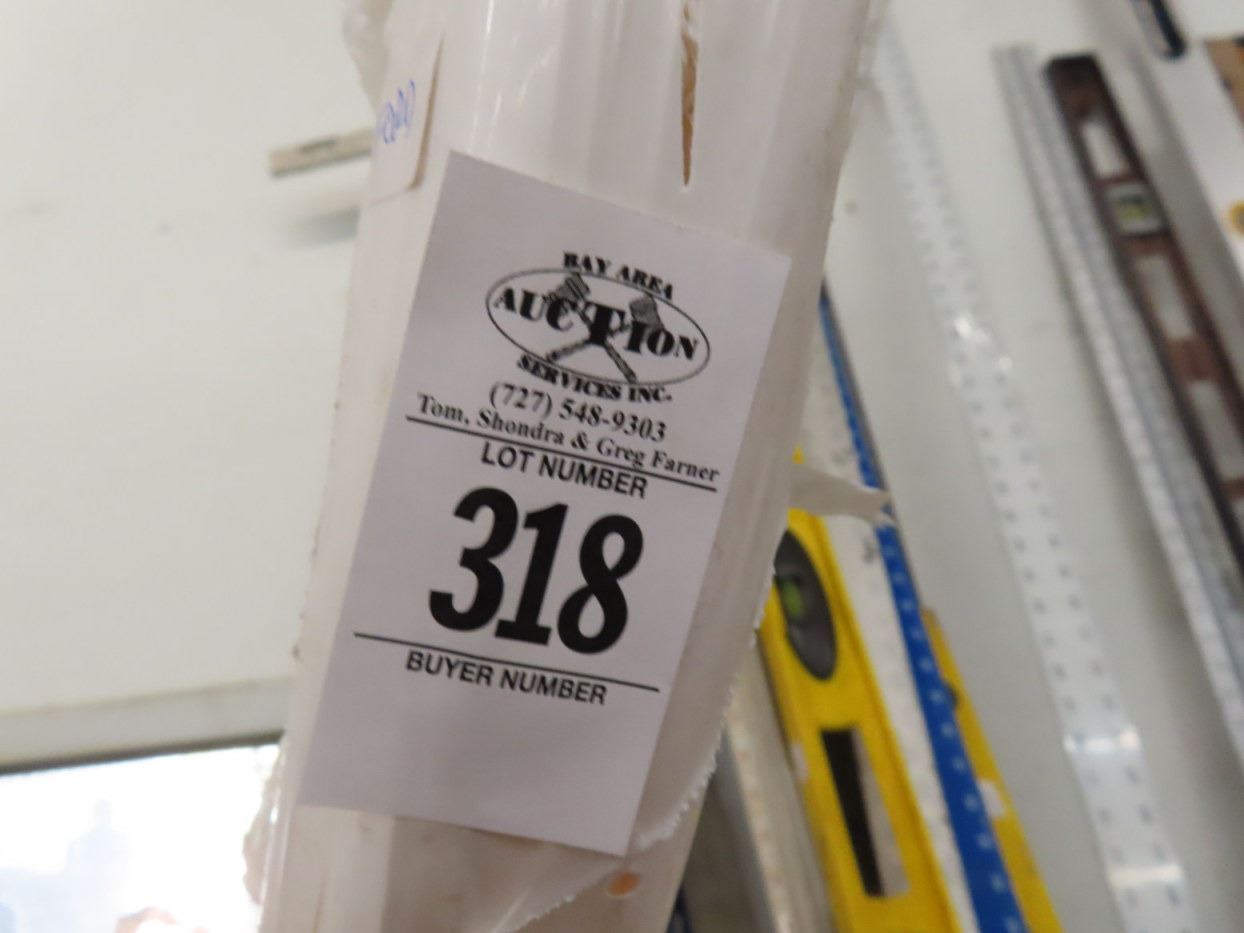 BAY AREA
AUCTION
SERVICES INC.
(727) 548-9303
Tom, Shondra & Greg Farner
LOT NUMBER
318
BUYER NUMBER